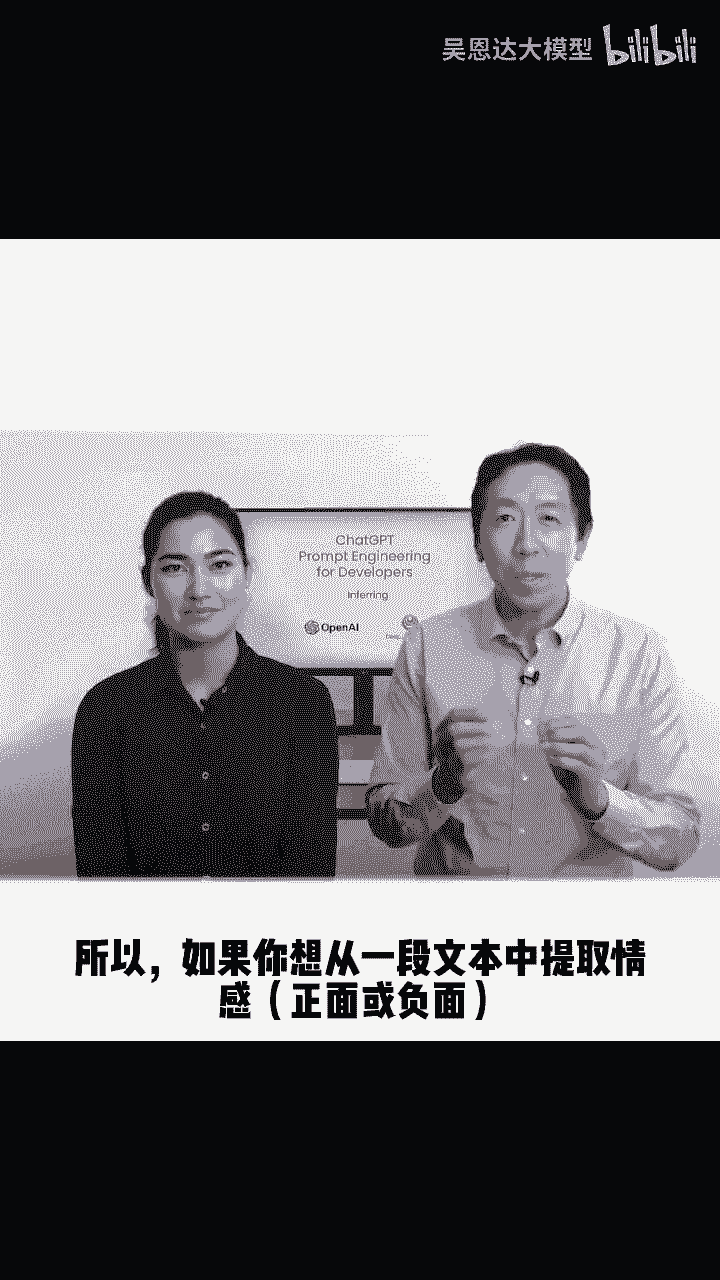 吴恩达大模型 bilibili
ChatGPT
Prompt Engineering
for Developers
Inferring
OpenAI
所以，如果你想从一段文本中提取情
感（正面或负面）